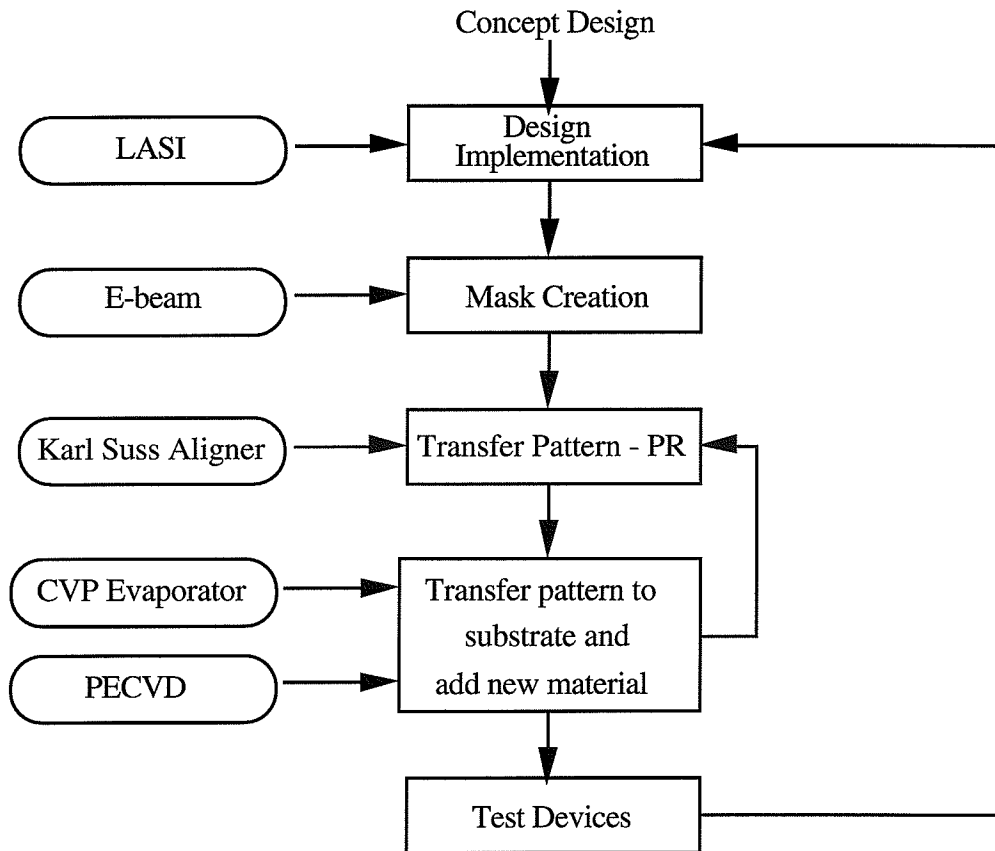 Concept Design
LASI
Design
Implementation
E-beam
Mask Creation
Karl Suss Aligner
Transfer Pattern - PR
CVP Evaporator
PECVD
Transfer pattern to
substrate and
add new material
Test Devices